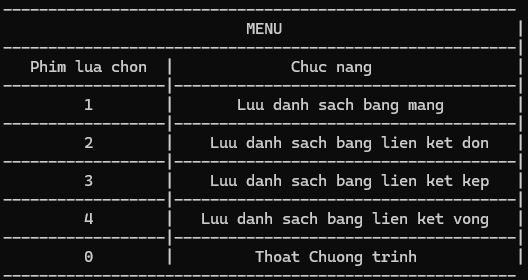 MENU
Phim lua chon | Chuc nang
1 | Luu danh sach bang mang
2 | Luu danh sach bang lien ket don
3 | Luu danh sach bang lien ket kep
4 | Luu danh sach bang lien ket vong
0 | Thoat Chuong trinh